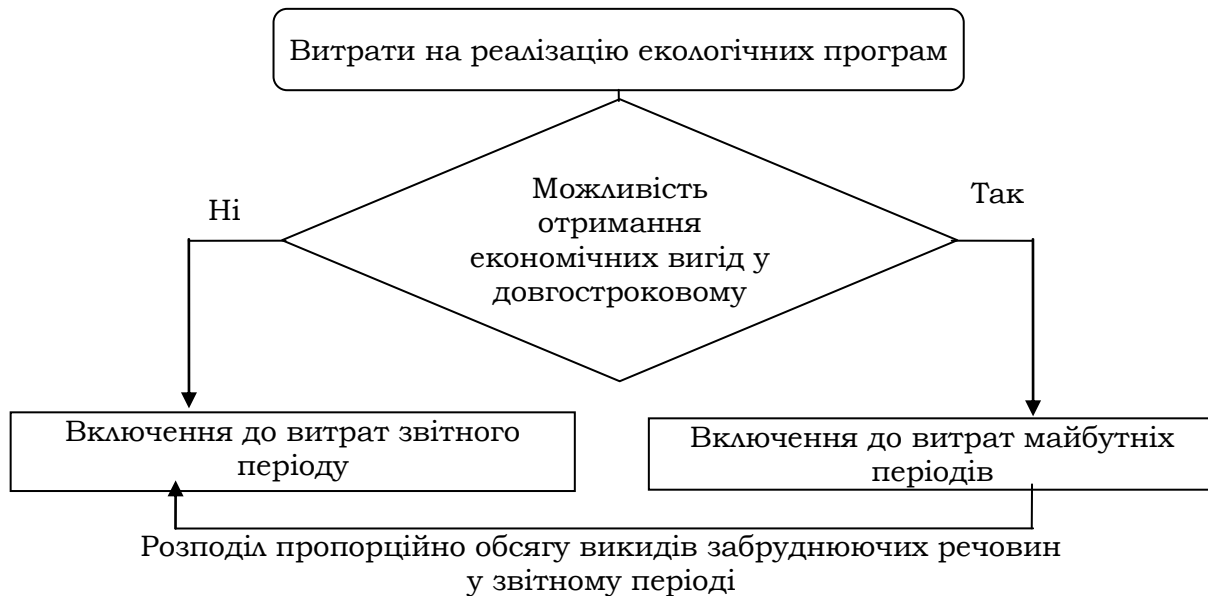 Витрати на реалізацію екологічних програм
Можливість
отримання
економічних вигід у
довгостроковому
Ні
Так
Включення до витрат звітного
періоду
Включення до витрат майбутніх
періодів
Розподіл пропорційно обсягу викидів забруднюючих речовин
у звітному періоді